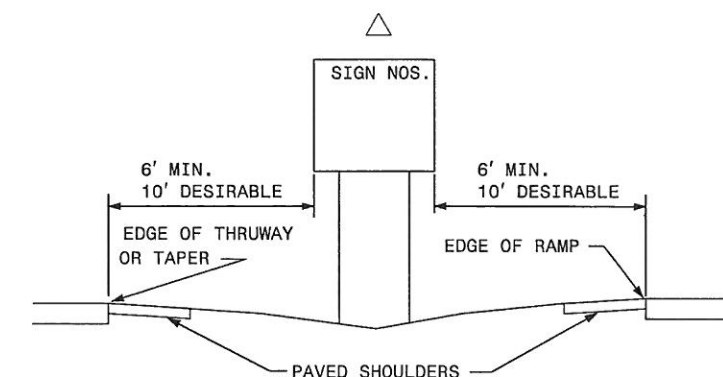 SIGN NOS.
6' MIN.
10' DESIRABLE
6' MIN.
10' DESIRABLE
EDGE OF THRUWAY
OR TAPER
EDGE OF RAMP
PAVED SHOULDERS